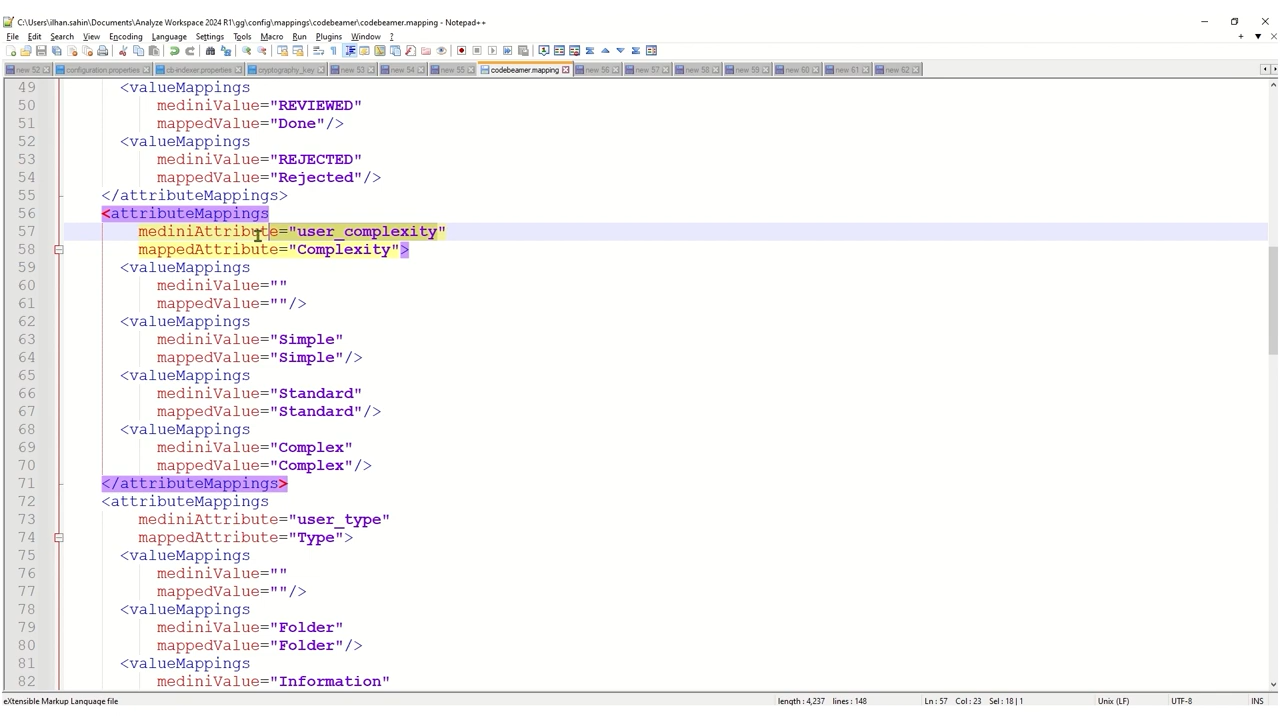 C:\Users\ilhan.sahin\Documents\Analyze Workspace 2024 R1\gg\config\mappings\codebeamer\codebeamer.mapping - Notepad++
File Edit Search View Encoding Language Settings Tools Macro Run Plugins Window ?
new 52 configuration.properties cb-indexer.properties cryptography_key new 53 new 54 new 55 codebeamer.mapping new 56 new 57 new 58 new 59 new 60 new 61 new 62
49 <valueMappings
50 mediniValue="REVIEWED"
51 mappedValue="Done"/>
52 <valueMappings
53 mediniValue="REJECTED"
54 mappedValue="Rejected"/>
55 </attributeMappings>
56 <attributeMappings
57 mediniAttribute="user_complexity"
58 mappedAttribute="Complexity">
59 <valueMappings
60 mediniValue=""
61 mappedValue=""/>
62 <valueMappings
63 mediniValue="Simple"
64 mappedValue="Simple"/>
65 <valueMappings
66 mediniValue="Standard"
67 mappedValue="Standard"/>
68 <valueMappings
69 mediniValue="Complex"
70 mappedValue="Complex"/>
71 </attributeMappings>
72 <attributeMappings
73 mediniAttribute="user_type"
74 mappedAttribute="Type">
75 <valueMappings
76 mediniValue=""
77 mappedValue=""/>
78 <valueMappings
79 mediniValue="Folder"
80 mappedValue="Folder"/>
81 <valueMappings
82 mediniValue="Information"
eXtensible Markup Language file length : 4,237 lines : 148 Ln : 57 Col : 23 Sel : 18 | 1 Unix (LF) UTF-8 INS